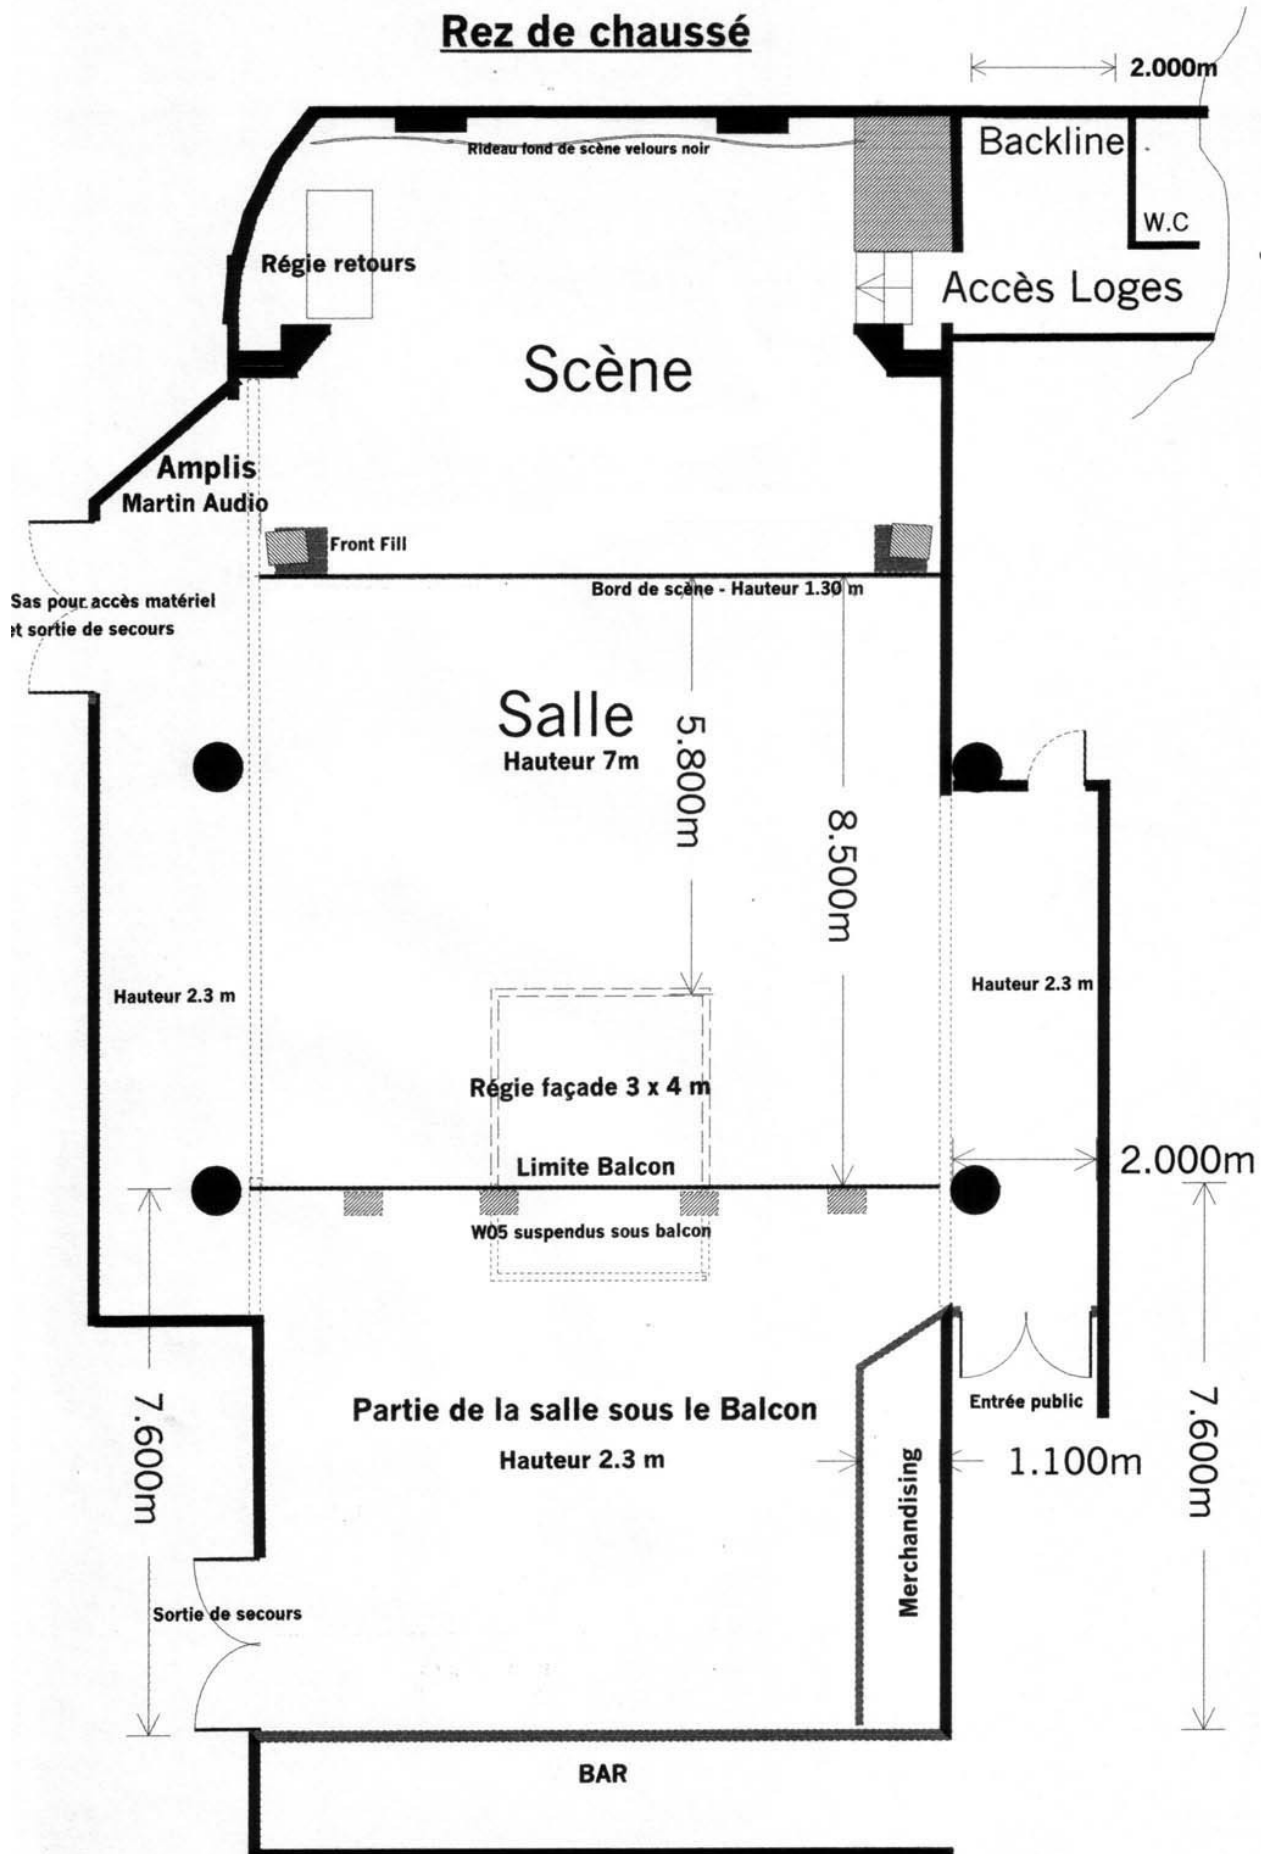 Rez de chaussé
2.000m
Rideau fond de scène velours noir
Backline
W.C
Régie retours
Accès Loges
Scène
Amplis
Martin Audio
Front Fill
Bord de scène - Hauteur 1.30 m
Sas pour accès matériel
et sortie de secours
Salle
Hauteur 7m
5.800m
8.500m
Hauteur 2.3 m
Hauteur 2.3 m
Régie façade 3 x 4 m
Limite Balcon
2.000m
W05 suspendus sous balcon
Partie de la salle sous le Balcon
Hauteur 2.3 m
Entrée public
7.600m
7.600m
1.100m
Merchandising
Sortie de secours
BAR